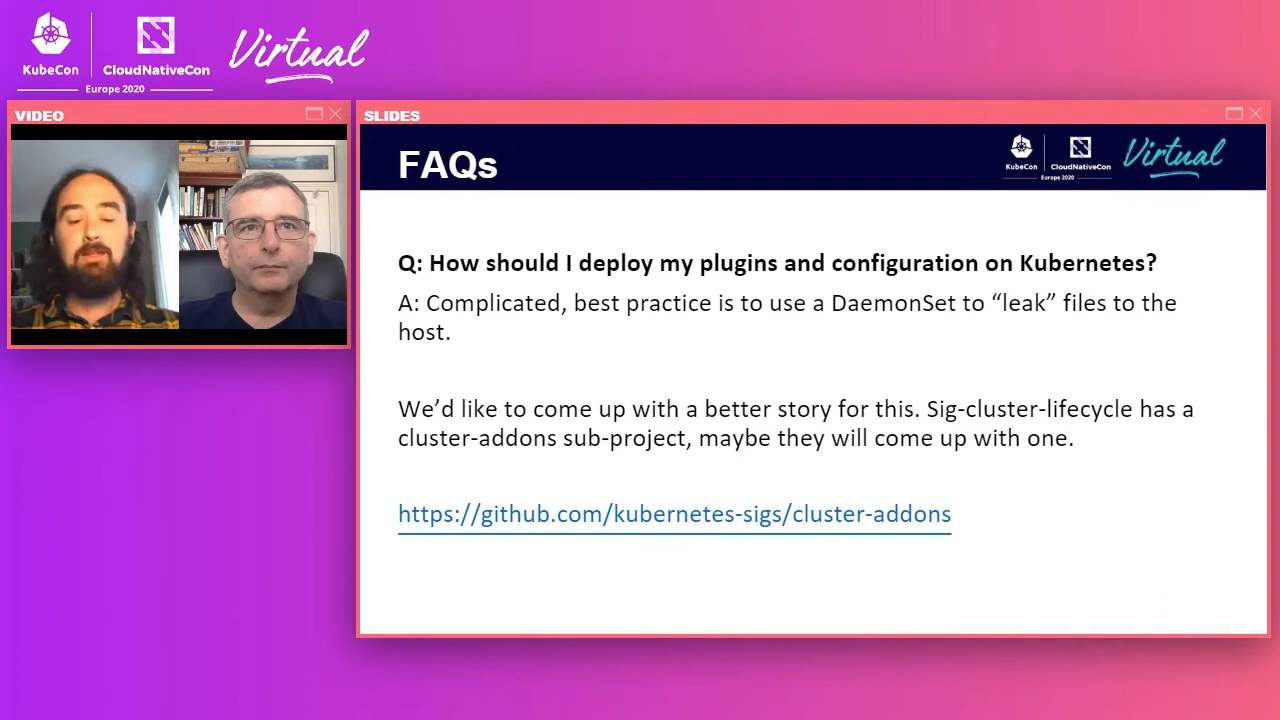 KubeCon
CloudNativeCon
Virtual
Europe 2020
VIDEO
SLIDES
FAQs
KubeCon
CloudNativeCon
Virtual
Europe 2020
Q: How should I deploy my plugins and configuration on Kubernetes?
A: Complicated, best practice is to use a DaemonSet to “leak” files to the
host.
We’d like to come up with a better story for this. Sig-cluster-lifecycle has a
cluster-addons sub-project, maybe they will come up with one.
https://github.com/kubernetes-sigs/cluster-addons